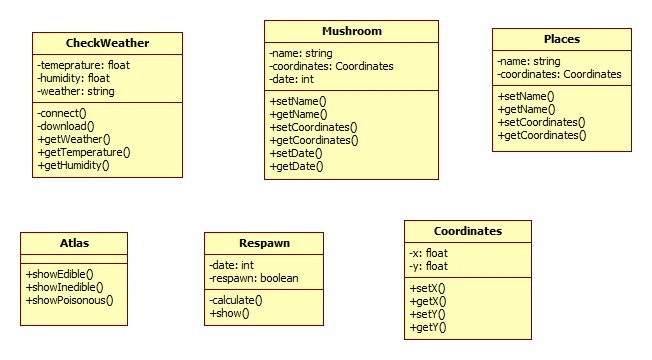 CheckWeather
-temeprature: float
-humidity: float
-weather: string
-connect()
-download()
+getWeather()
+getTemperature()
+getHumidity()
Mushroom
-name: string
-coordinates: Coordinates
-date: int
+setName()
+getName()
+setCoordinates()
+getCoordinates()
+setDate()
+getDate()
Places
-name: string
-coordinates: Coordinates
+setName()
+getName()
+setCoordinates()
+getCoordinates()
Atlas
+showEdible()
+showInedible()
+showPoisonous()
Respawn
-date: int
-respawn: boolean
-calculate()
+show()
Coordinates
-x: float
-y: float
+setX()
+getX()
+setY()
+getY()